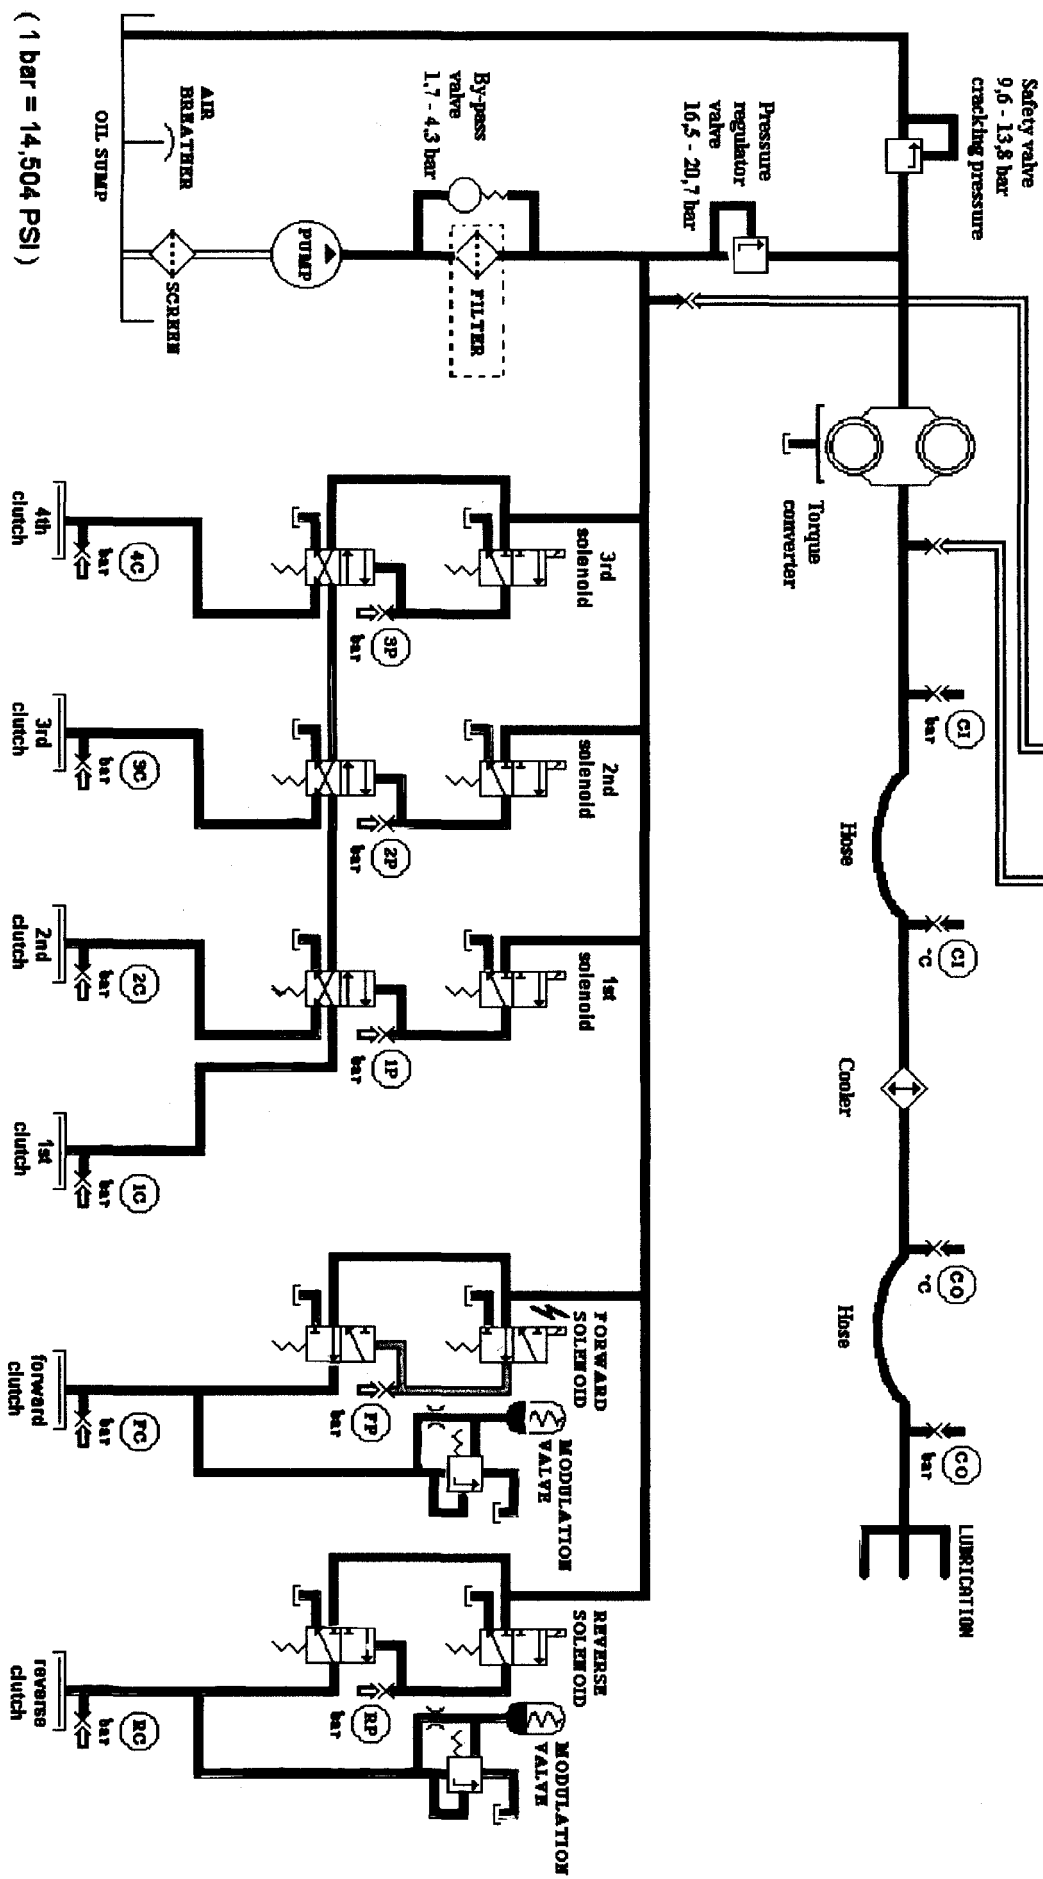 Safety valve
9,6 - 13,8 bar
cracking pressure
Pressure
regulator
valve
16,5 - 20,7 bar
By-pass
valve
1,7 - 4,3 bar
AIR
BREATHER
OIL SUMP
( 1 bar = 14,504 PSI )
PUMP
SCREEN
FILTER
Torque
converter
CI
bar
Hose
CI
°C
Cooler
CO
°C
Hose
CO
bar
LUBRICATION
3rd
solenoid
2nd
solenoid
1st
solenoid
FORWARD
SOLENOID
MODULATION
VALVE
REVERSE
SOLENOID
MODULATION
VALVE
3P
bar
2P
bar
1P
bar
FP
bar
RP
bar
4C
bar
3C
bar
2C
bar
1C
bar
FC
bar
RC
bar
4th
clutch
3rd
clutch
2nd
clutch
1st
clutch
forward
clutch
reverse
clutch